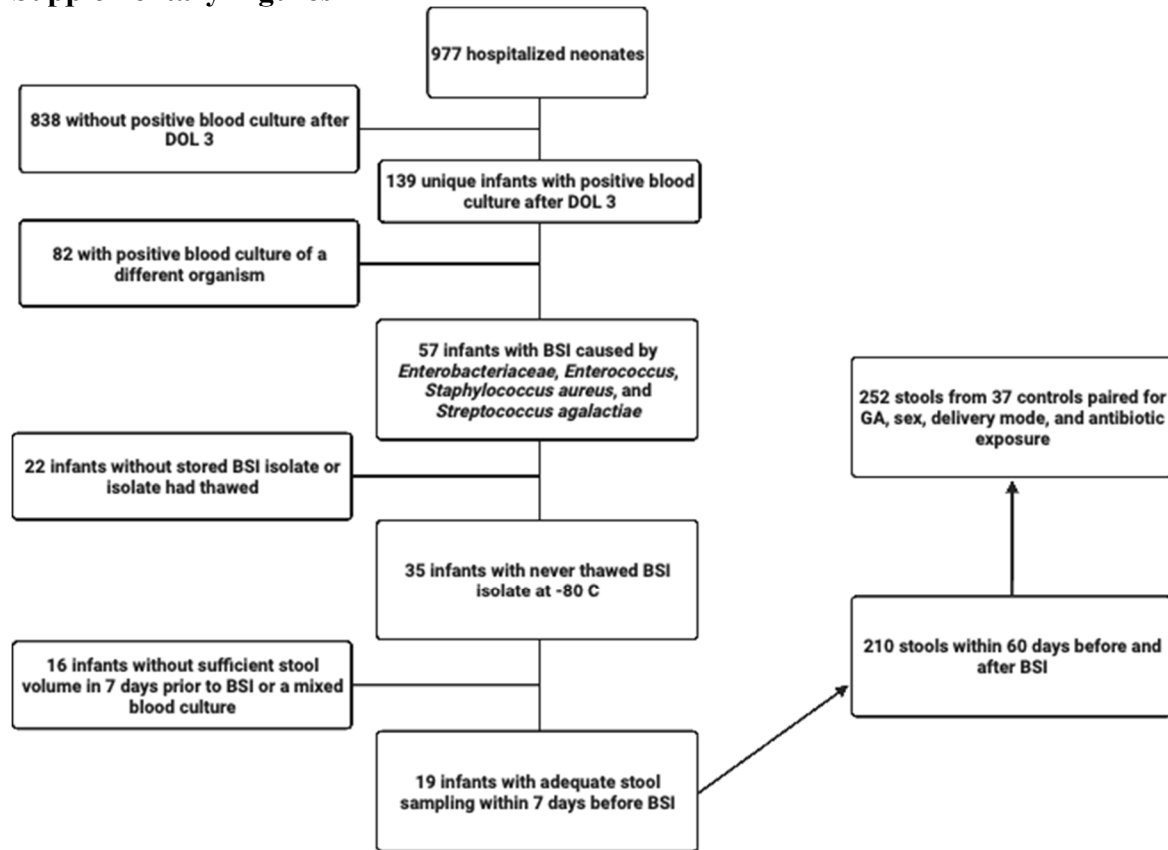 Supplementary Figures
977 hospitalized neonates
838 without positive blood culture after
DOL 3
139 unique infants with positive blood
culture after DOL 3
82 with positive blood culture of a
different organism
57 infants with BSI caused by
Enterobacteriaceae, Enterococcus,
Staphylococcus aureus, and
Streptococcus agalactiae
22 infants without stored BSI isolate or
isolate had thawed
35 infants with never thawed BSI
isolate at -80 C
16 infants without sufficient stool
volume in 7 days prior to BSI or a mixed
blood culture
19 infants with adequate stool
sampling within 7 days before BSI
210 stools within 60 days before and
after BSI
252 stools from 37 controls paired for
GA, sex, delivery mode, and antibiotic
exposure